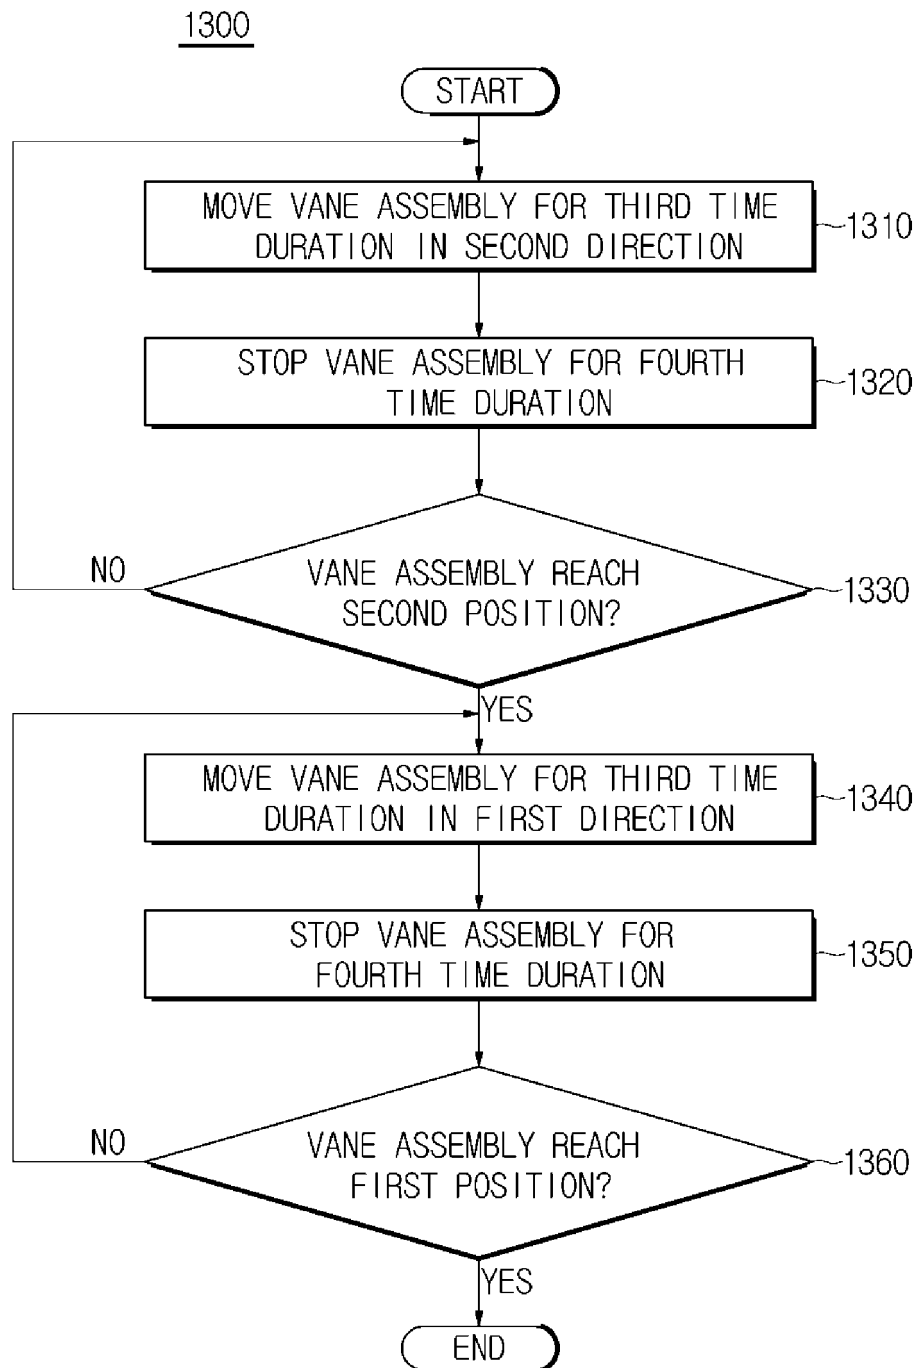 1300
START
MOVE VANE ASSEMBLY FOR THIRD TIME
DURATION IN SECOND DIRECTION
1310
STOP VANE ASSEMBLY FOR FOURTH
TIME DURATION
1320
VANE ASSEMBLY REACH
SECOND POSITION?
1330
NO
YES
MOVE VANE ASSEMBLY FOR THIRD TIME
DURATION IN FIRST DIRECTION
1340
STOP VANE ASSEMBLY FOR
FOURTH TIME DURATION
1350
VANE ASSEMBLY REACH
FIRST POSITION?
1360
NO
YES
END